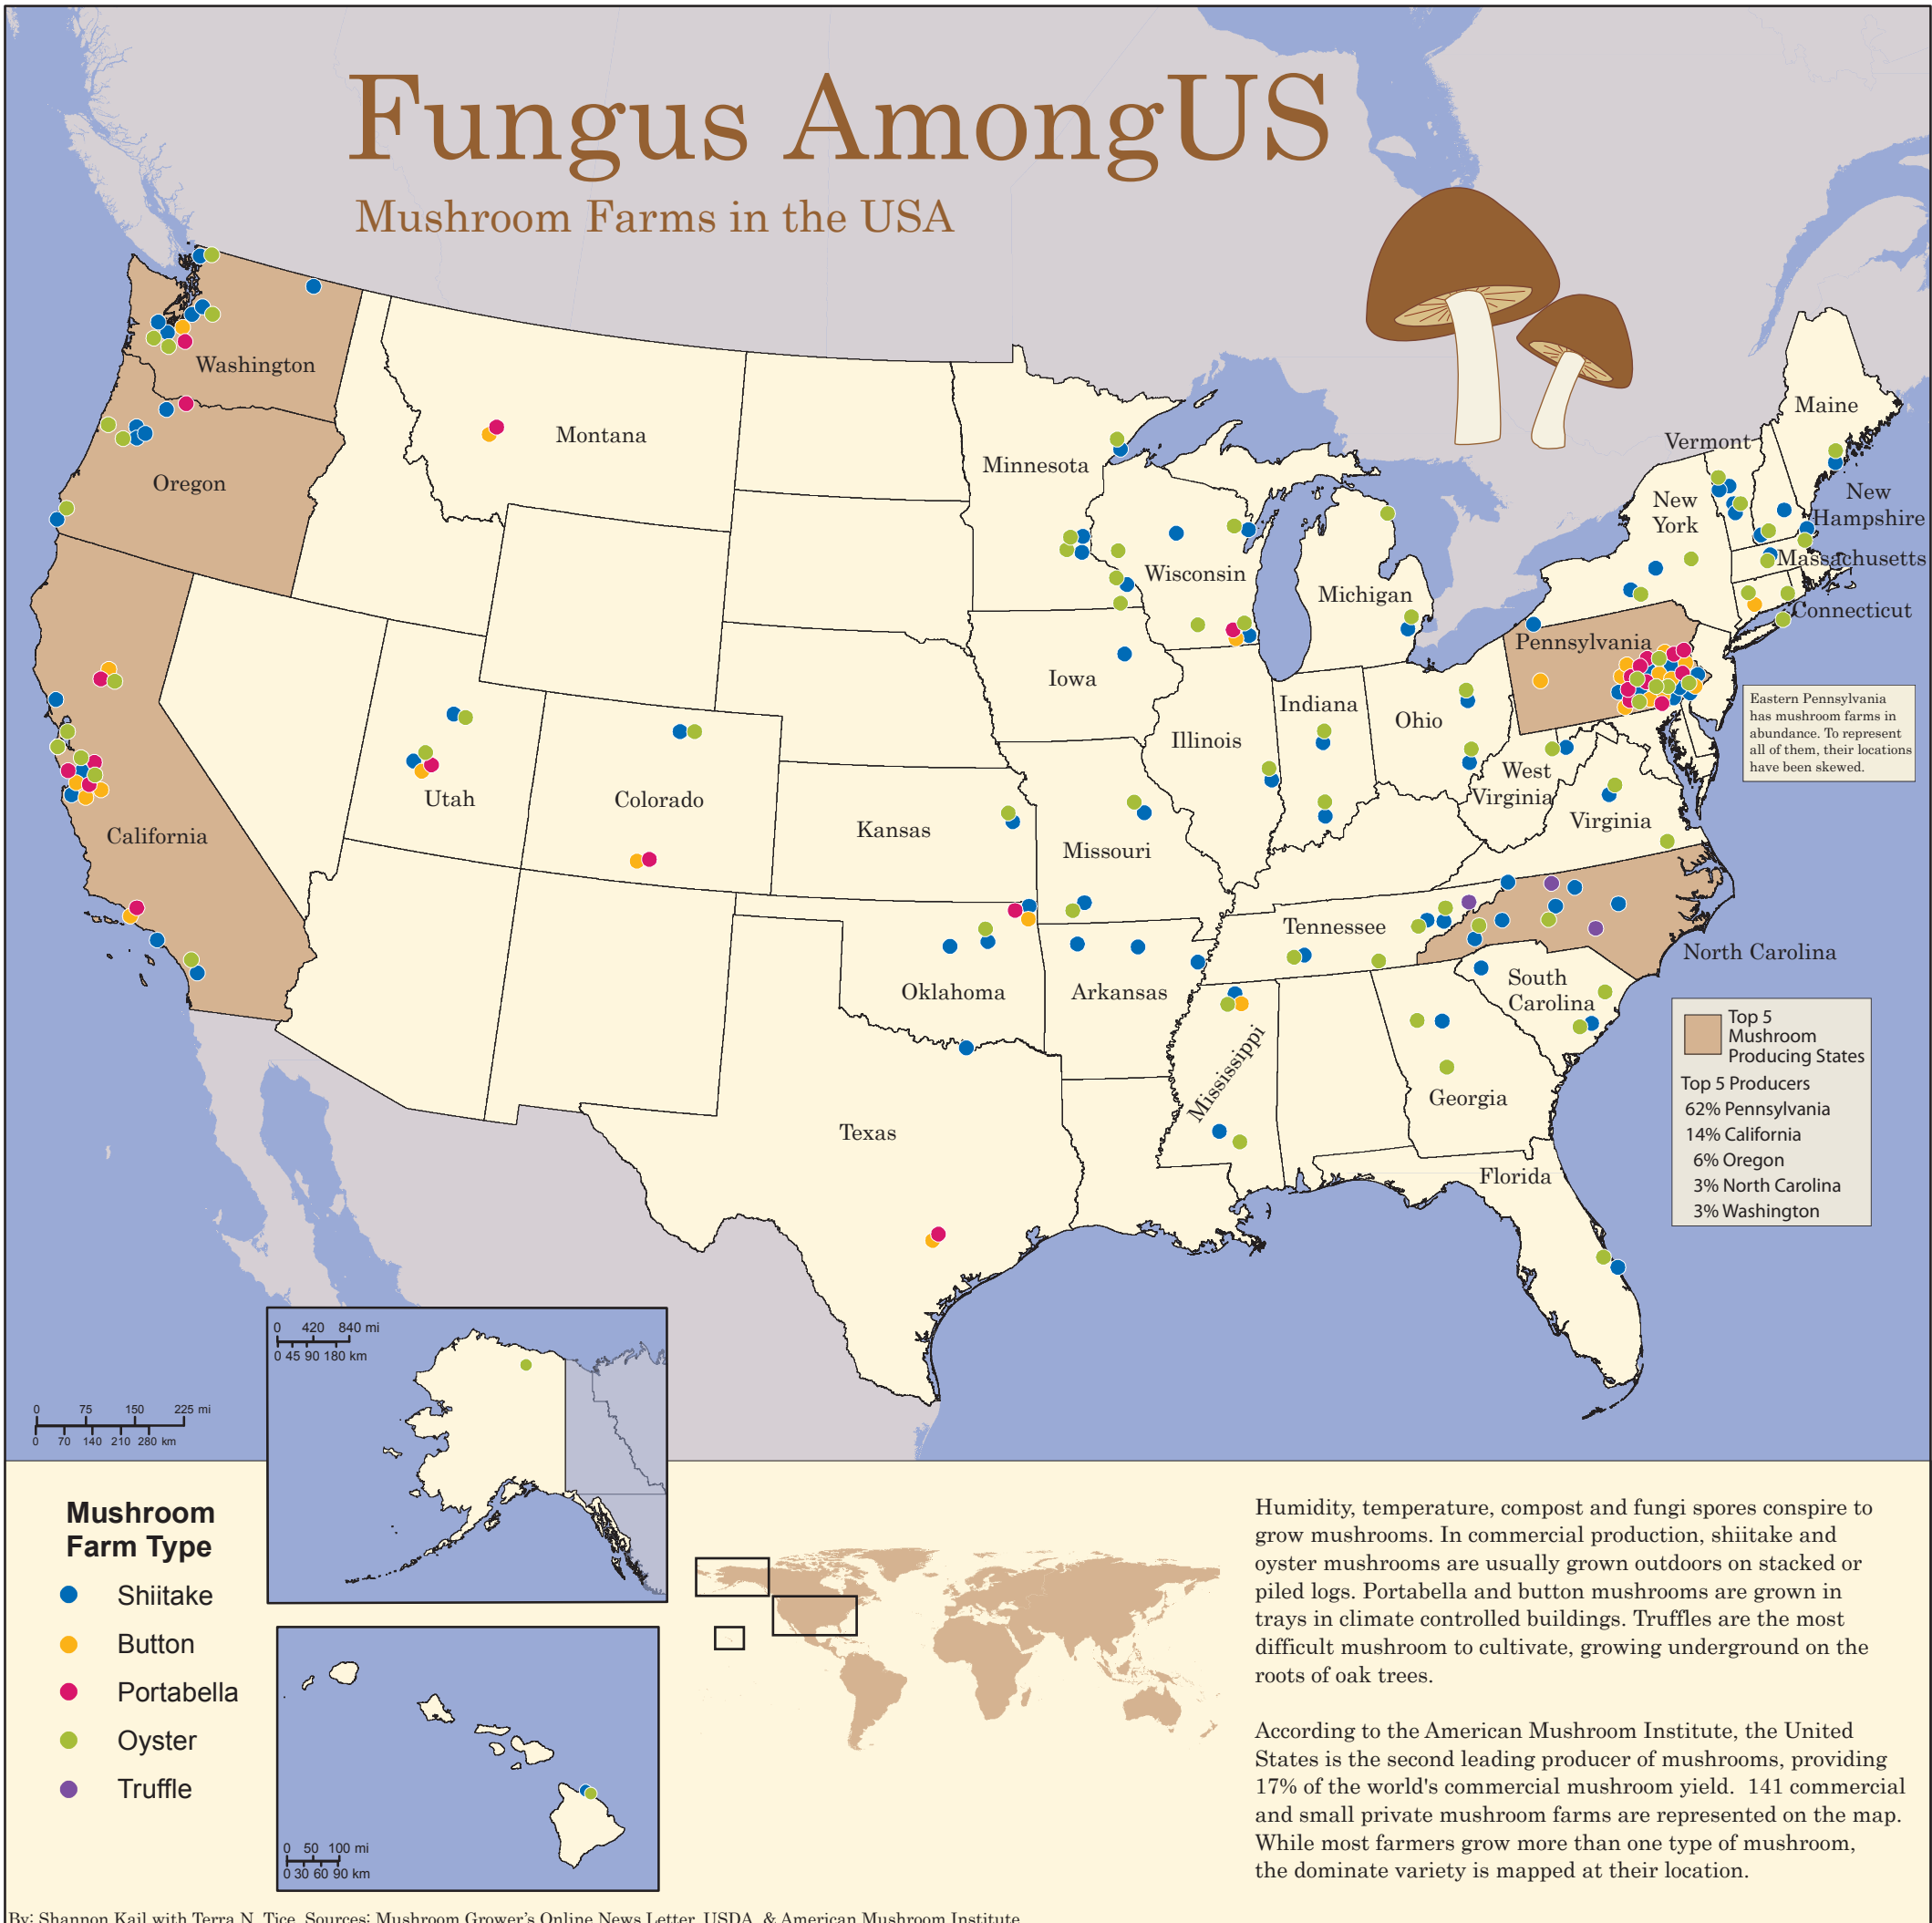 Fungus AmongUS
Mushroom Farms in the USA
Washington
Montana
Minnesota
Maine
Vermont
Oregon
New
York
New
Hampshire
Massachusetts
Wisconsin
Michigan
Connecticut
Pennsylvania
Iowa
Indiana
Ohio
Illinois
Eastern Pennsylvania
has mushroom farms in
abundance. To represent
all of them, their locations
have been skewed.
West
Virginia
Utah
Colorado
Virginia
Kansas
California
Missouri
Tennessee
North Carolina
Oklahoma
Arkansas
South
Carolina
Mississippi
Georgia
Texas
Florida
Top 5
Mushroom
Producing States
Top 5 Producers
62% Pennsylvania
14% California
6% Oregon
3% North Carolina
3% Washington
0 420 840 mi
0 45 90 180 km
0 75 150 225 mi
0 70 140 210 280 km
Mushroom
Farm Type
Shiitake
Button
Portabella
Oyster
Truffle
0 50 100 mi
0 30 60 90 km
Humidity, temperature, compost and fungi spores conspire to
grow mushrooms. In commercial production, shiitake and
oyster mushrooms are usually grown outdoors on stacked or
piled logs. Portabella and button mushrooms are grown in
trays in climate controlled buildings. Truffles are the most
difficult mushroom to cultivate, growing underground on the
roots of oak trees.
According to the American Mushroom Institute, the United
States is the second leading producer of mushrooms, providing
17% of the world's commercial mushroom yield. 141 commercial
and small private mushroom farms are represented on the map.
While most farmers grow more than one type of mushroom,
the dominate variety is mapped at their location.
By: Shannon Kail with Terra N. Tice Sources: Mushroom Grower's Online News Letter, USDA, & American Mushroom Institute